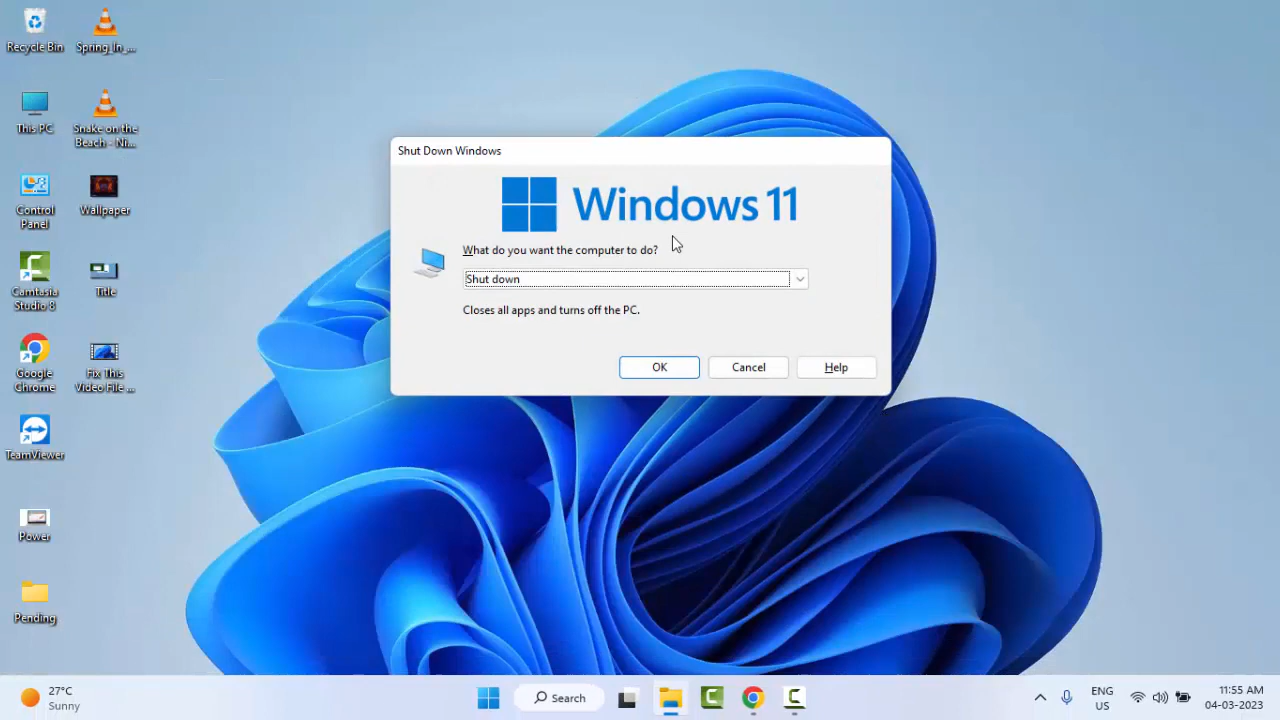 Recycle Bin
Spring_In_...
This PC
Snake on the
Beach - Ni...
Control
Panel
Wallpaper
Camtasia
Studio 8
Title
Google
Chrome
Fix This
Video File ...
TeamViewer
Power
Pending
Shut Down Windows
Windows 11
What do you want the computer to do?
Shut down
Closes all apps and turns off the PC.
OK
Cancel
Help
27°C
Sunny
Search
ENG
US
11:55 AM
04-03-2023